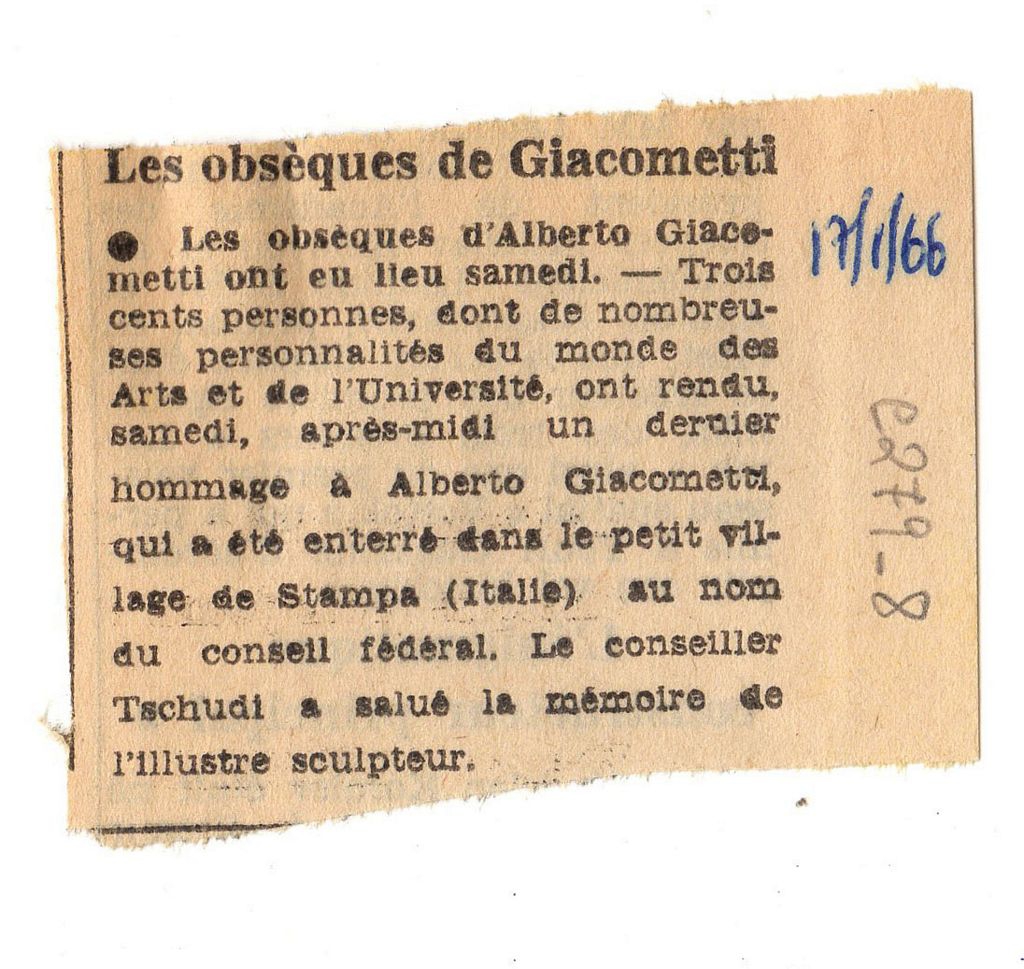 Les obsèques de Giacometti
● Les obsèques d'Alberto Giaco-
metti ont eu lieu samedi. — Trois
cents personnes, dont de nombreu-
ses personnalités du monde des
Arts et de l'Université, ont rendu,
samedi, après-midi un dernier
hommage à Alberto Giacometti,
qui a été enterré dans le petit vil-
lage de Stampa (Italie) au nom
du conseil fédéral. Le conseiller
Tschudi a salué la mémoire de
l'illustre sculpteur.
17/1/66
e279-8